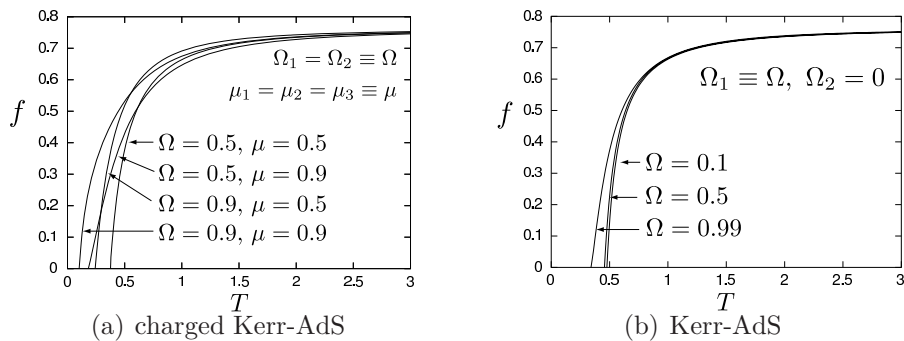 0.8
0.7
0.6
0.5
0.4
0.3
0.2
0.1
0
f
Ω₁ = Ω₂ ≡ Ω
μ₁ = μ₂ = μ₃ ≡ μ
Ω = 0.5, μ = 0.5
Ω = 0.5, μ = 0.9
Ω = 0.9, μ = 0.5
Ω = 0.9, μ = 0.9
0 0.5 1 1.5 2 2.5 3
T
(a) charged Kerr-AdS
0.8
0.7
0.6
0.5
0.4
0.3
0.2
0.1
0
f
Ω₁ ≡ Ω, Ω₂ = 0
Ω = 0.1
Ω = 0.5
Ω = 0.99
0 0.5 1 1.5 2 2.5 3
T
(b) Kerr-AdS